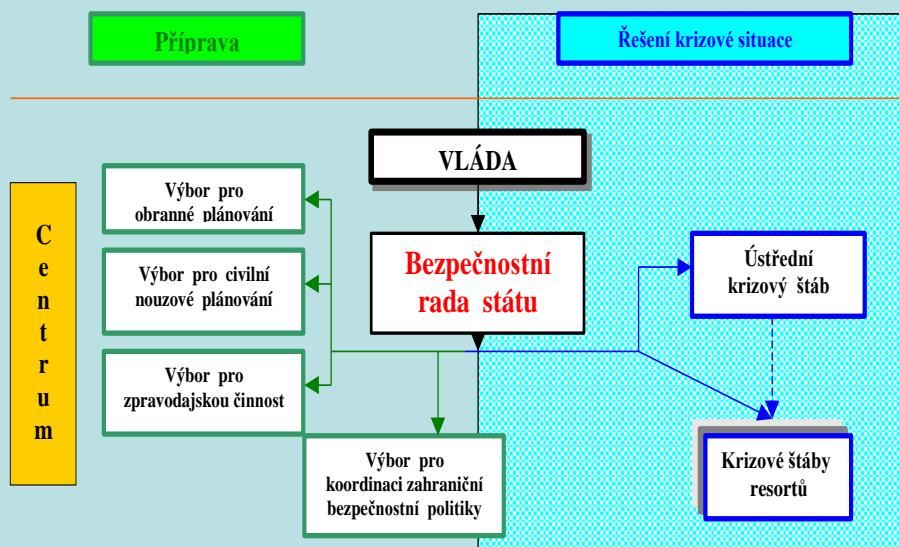 Příprava
Řešení krizové situace
VLÁDA
Centrum
Výbor pro
obranné plánování
Výbor pro civilní
nouzové plánování
Výbor pro
zpravodajskou činnost
Výbor pro
koordinaci zahraniční
bezpečnostní politiky
Bezpečnostní
rada státu
Ústřední
krizový štáb
Krizové štáby
resortů